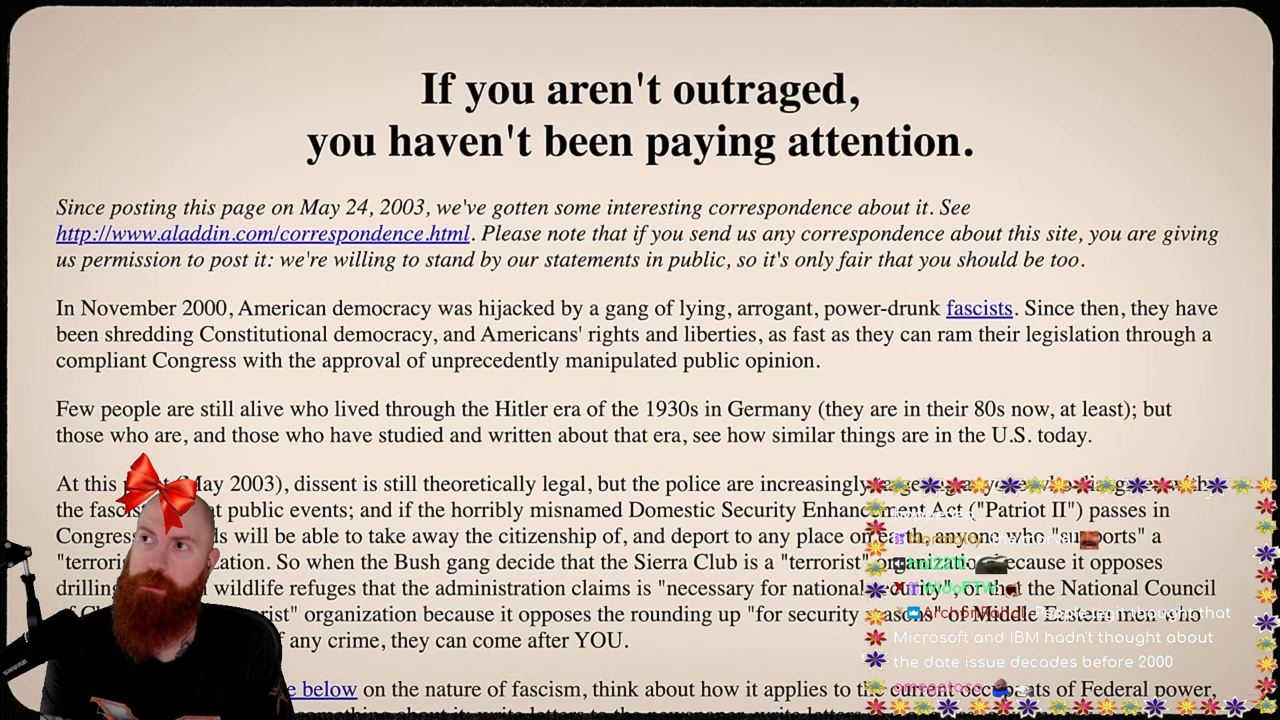 If you aren't outraged,
you haven't been paying attention.
Since posting this page on May 24, 2003, we've gotten some interesting correspondence about it. See
http://www.aladdin.com/correspondence.html. Please note that if you send us any correspondence about this site, you are giving
us permission to post it: we're willing to stand by our statements in public, so it's only fair that you should be too.
In November 2000, American democracy was hijacked by a gang of lying, arrogant, power-drunk fascists. Since then, they have
been shredding Constitutional democracy, and Americans' rights and liberties, as fast as they can ram their legislation through a
compliant Congress with the approval of unprecedently manipulated public opinion.
Few people are still alive who lived through the Hitler era of the 1930s in Germany (they are in their 80s now, at least); but
those who are, and those who have studied and written about that era, see how similar things are in the U.S. today.
At this (May 2003), dissent is still theoretically legal, but the police are increasingly
the at public events; and if the horribly misnamed Domestic Security Enhancement Act ("Patriot II") passes in
Congress will be able to take away the citizenship of, and deport to any place on
"terrorist So when the Bush gang decide that the Sierra Club is a "terrorist" because it opposes
drilling wildlife refuges that the administration claims is "necessary for national the National Council
of organization because it opposes the rounding up "for security of Middle men who
f any crime, they can come after YOU.
e below on the nature of fascism, think about how it applies to the of Federal power,
SHURE
People legit thought that
Microsoft and IBM hadn't thought about
the date issue decades before 2000